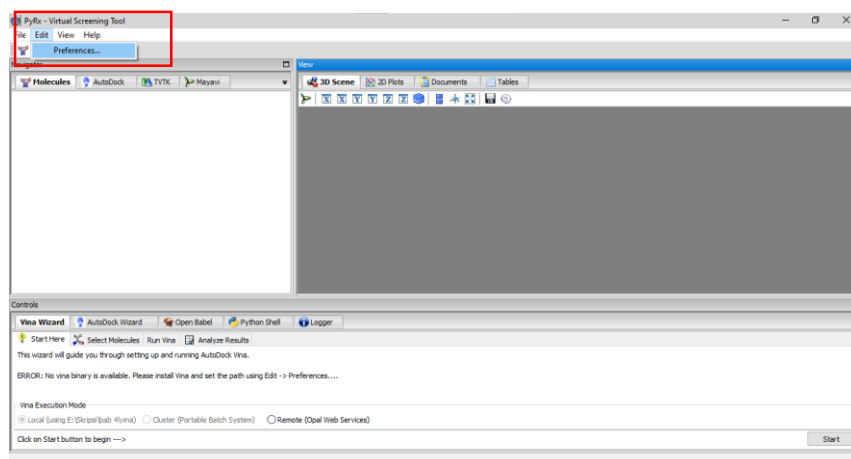 PyRx - Virtual Screening Tool
File Edit View Help
Preferences...
Navigator
View
Molecules AutoDock TVTK Mayavi
3D Scene 2D Plots Documents Tables
X X Y Y Z Z
Controls
Vina Wizard AutoDock Wizard Open Babel Python Shell Logger
Start Here Select Molecules Run Vina Analyze Results
This wizard will guide you through setting up and running AutoDock Vina.
ERROR: No vina binary is available. Please install Vina and set the path using Edit -> Preferences....
Vina Execution Mode
Local (using E:\Skripsi\bab 4\vina) Cluster (Portable Batch System) Remote (Opal Web Services)
Click on Start button to begin --->
Start